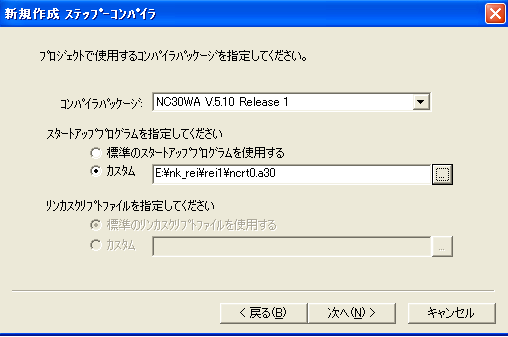 新規作成 ステップ-コンパイラ
プロジェクトで使用するコンパイラパッケージを指定してください。
コンパイラパッケージ: NC30WA V.5.10 Release 1
スタートアッププログラムを指定してください
標準のスタートアッププログラムを使用する
カスタム E:¥nk_rei¥rei1¥ncrt0.a30 ...
リンカスクリプトファイルを指定してください
標準のリンカスクリプトファイルを使用する
カスタム ...
< 戻る(B) 次へ(N) > キャンセル